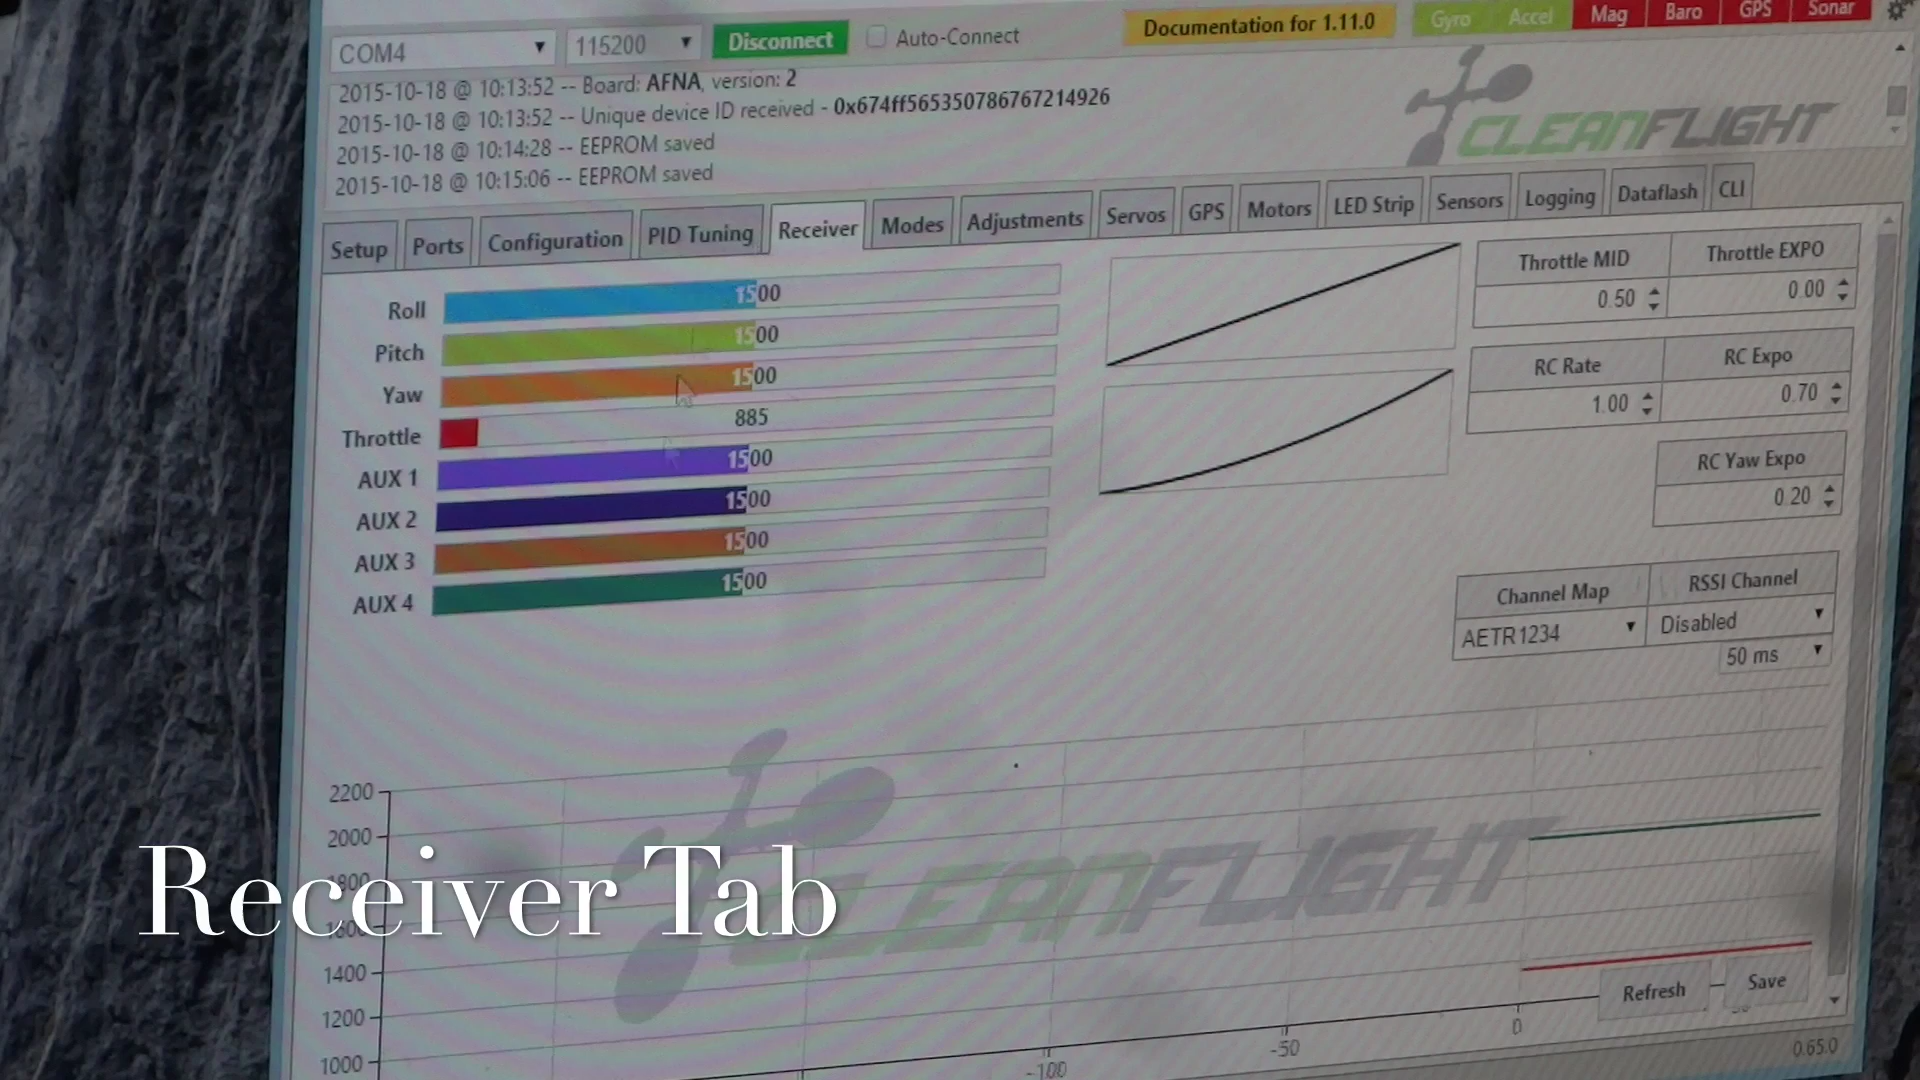 COM4 115200 Disconnect Auto-Connect Documentation for 1.11.0 Gyro Accel Mag Baro GPS Sonar
2015-10-18 @ 10:13:52 -- Board: AFNA, version: 2
2015-10-18 @ 10:13:52 -- Unique device ID received - 0x674ff565350786767214926
2015-10-18 @ 10:14:28 -- EEPROM saved
2015-10-18 @ 10:15:06 -- EEPROM saved
CLEANFLIGHT
Setup Ports Configuration PID Tuning Receiver Modes Adjustments Servos GPS Motors LED Strip Sensors Logging Dataflash CLI
Roll 1500
Pitch 1500
Yaw 1500
Throttle 885
AUX 1 1500
AUX 2 1500
AUX 3 1500
AUX 4 1500
Throttle MID Throttle EXPO
0.50 0.00
RC Rate RC Expo
1.00 0.70
RC Yaw Expo
0.20
Channel Map RSSI Channel
AETR1234 Disabled
50 ms
2200
2000
1800
1600
1400
1200
1000
CLEANFLIGHT
Receiver Tab
-100 -50 0
Refresh Save
0.65.0